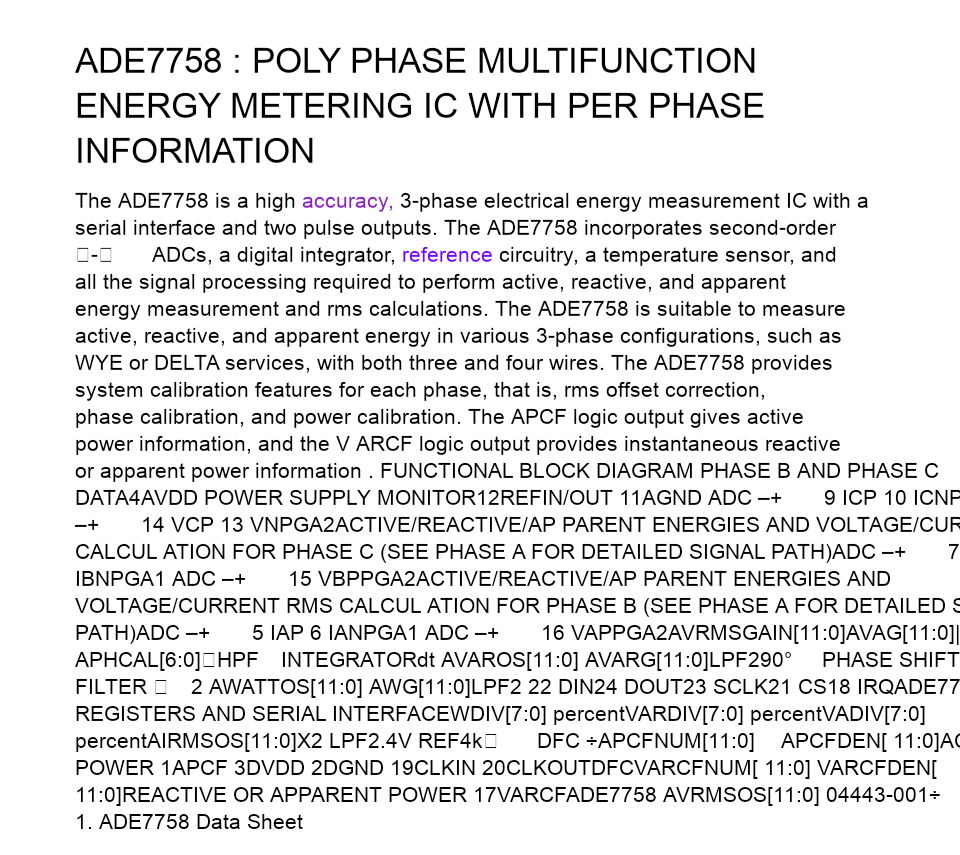 ADE7758 : POLY PHASE MULTIFUNCTION
ENERGY METERING IC WITH PER PHASE
INFORMATION
The ADE7758 is a high accuracy, 3-phase electrical energy measurement IC with a
serial interface and two pulse outputs. The ADE7758 incorporates second-order
□-□ ADCs, a digital integrator, reference circuitry, a temperature sensor, and
all the signal processing required to perform active, reactive, and apparent
energy measurement and rms calculations. The ADE7758 is suitable to measure
active, reactive, and apparent energy in various 3-phase configurations, such as
WYE or DELTA services, with both three and four wires. The ADE7758 provides
system calibration features for each phase, that is, rms offset correction,
phase calibration, and power calibration. The APCF logic output gives active
power information, and the V ARCF logic output provides instantaneous reactive
or apparent power information . FUNCTIONAL BLOCK DIAGRAM PHASE B AND PHASE C
DATA4AVDD POWER SUPPLY MONITOR12REFIN/OUT 11AGND ADC –+ 9 ICP 10 ICNP
–+ 14 VCP 13 VNPGA2ACTIVE/REACTIVE/AP PARENT ENERGIES AND VOLTAGE/CUR
CALCUL ATION FOR PHASE C (SEE PHASE A FOR DETAILED SIGNAL PATH)ADC –+ 7
IBNPGA1 ADC –+ 15 VBPPGA2ACTIVE/REACTIVE/AP PARENT ENERGIES AND
VOLTAGE/CURRENT RMS CALCUL ATION FOR PHASE B (SEE PHASE A FOR DETAILED S
PATH)ADC –+ 5 IAP 6 IANPGA1 ADC –+ 16 VAPPGA2AVRMSGAIN[11:0]AVAG[11:0]|
APHCAL[6:0]□HPF INTEGRATORdt AVAROS[11:0] AVARG[11:0]LPF290° PHASE SHIFT
FILTER □ 2 AWATTOS[11:0] AWG[11:0]LPF2 22 DIN24 DOUT23 SCLK21 CS18 IRQADE77
REGISTERS AND SERIAL INTERFACEWDIV[7:0] percentVARDIV[7:0] percentVADIV[7:0]
percentAIRMSOS[11:0]X2 LPF2.4V REF4k□ DFC ÷APCFNUM[11:0] APCFDEN[ 11:0]AC
POWER 1APCF 3DVDD 2DGND 19CLKIN 20CLKOUTDFCVARCFNUM[ 11:0] VARCFDEN[
11:0]REACTIVE OR APPARENT POWER 17VARCFADE7758 AVRMSOS[11:0] 04443-001÷
1. ADE7758 Data Sheet